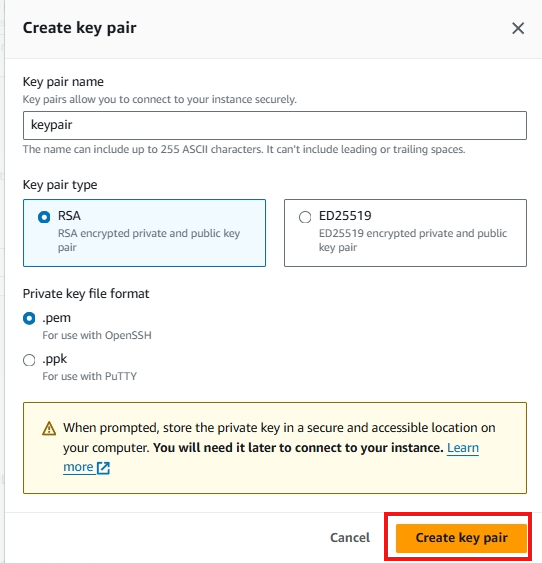 Create key pair
Key pair name
Key pairs allow you to connect to your instance securely.
keypair
The name can include up to 255 ASCII characters. It can't include leading or trailing spaces.
Key pair type
RSA
RSA encrypted private and public key
pair
ED25519
ED25519 encrypted private and public
key pair
Private key file format
.pem
For use with OpenSSH
.ppk
For use with PuTTY
When prompted, store the private key in a secure and accessible location on
your computer. You will need it later to connect to your instance. Learn
more
Cancel
Create key pair